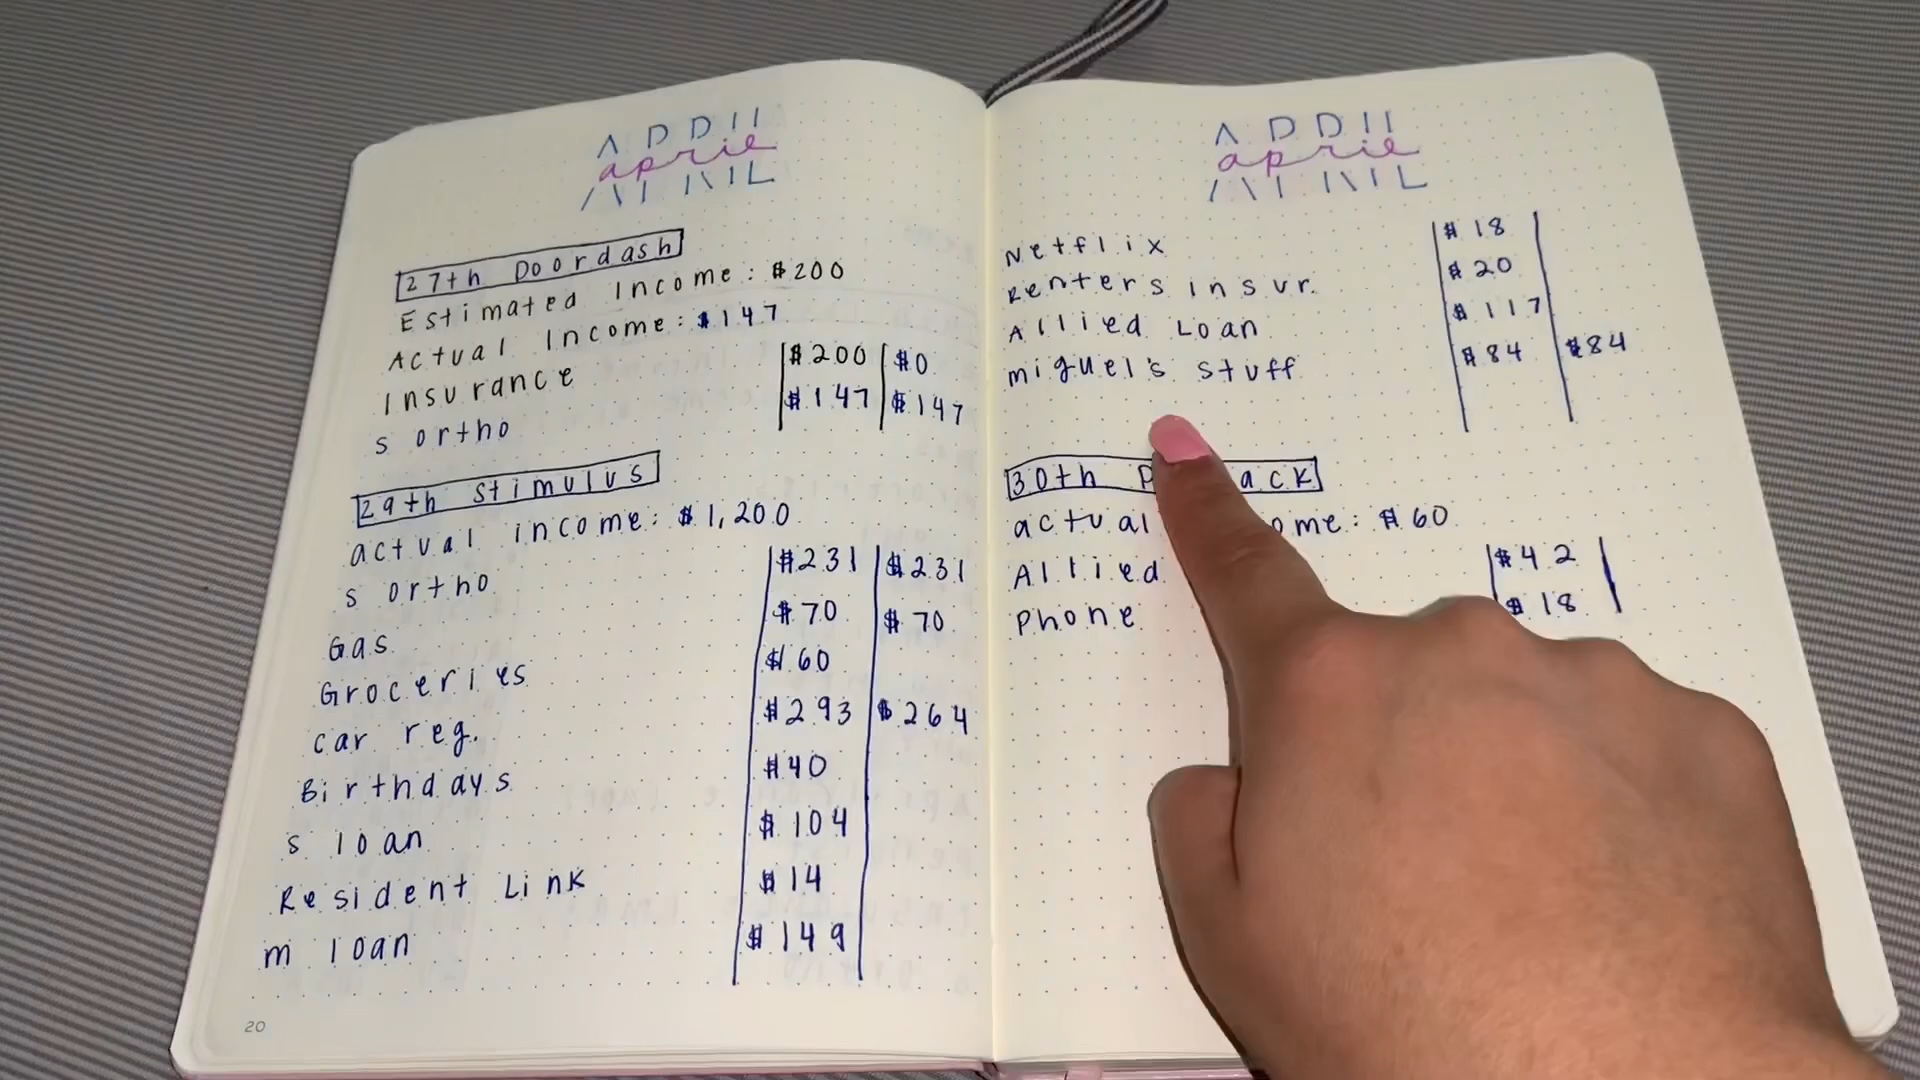 april
27th Doordash
Estimated Income: $200
Actual Income: $147
Insurance $200 $0
s ortho $147 $147
29th Stimulus
actual income: $1,200
s ortho $231 $231
Gas $70 $70
Groceries $60
car reg. $293 $264
Birthdays $40
s loan $104
Resident Link $14
m loan $149
20
april
Netflix $18
Renters insur. $20
Allied Loan $117
miguel's stuff $84 $84
30th ack
actual ome: $60
Allied $42
Phone $18